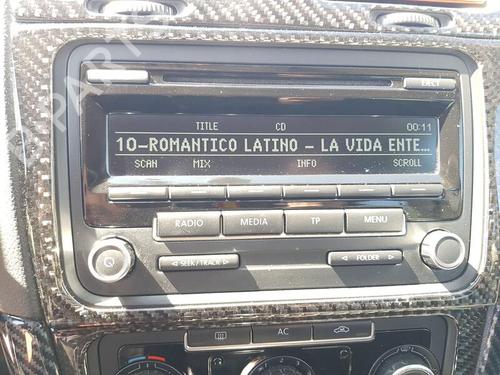 EJECT
TITLE CD 00:11
10-ROMANTICO LATINO - LA VIDA ENTE...
SCAN MIX INFO SCROLL
RADIO MEDIA TP MENU
< SEEK / TRACK > < FOLDER >
AC